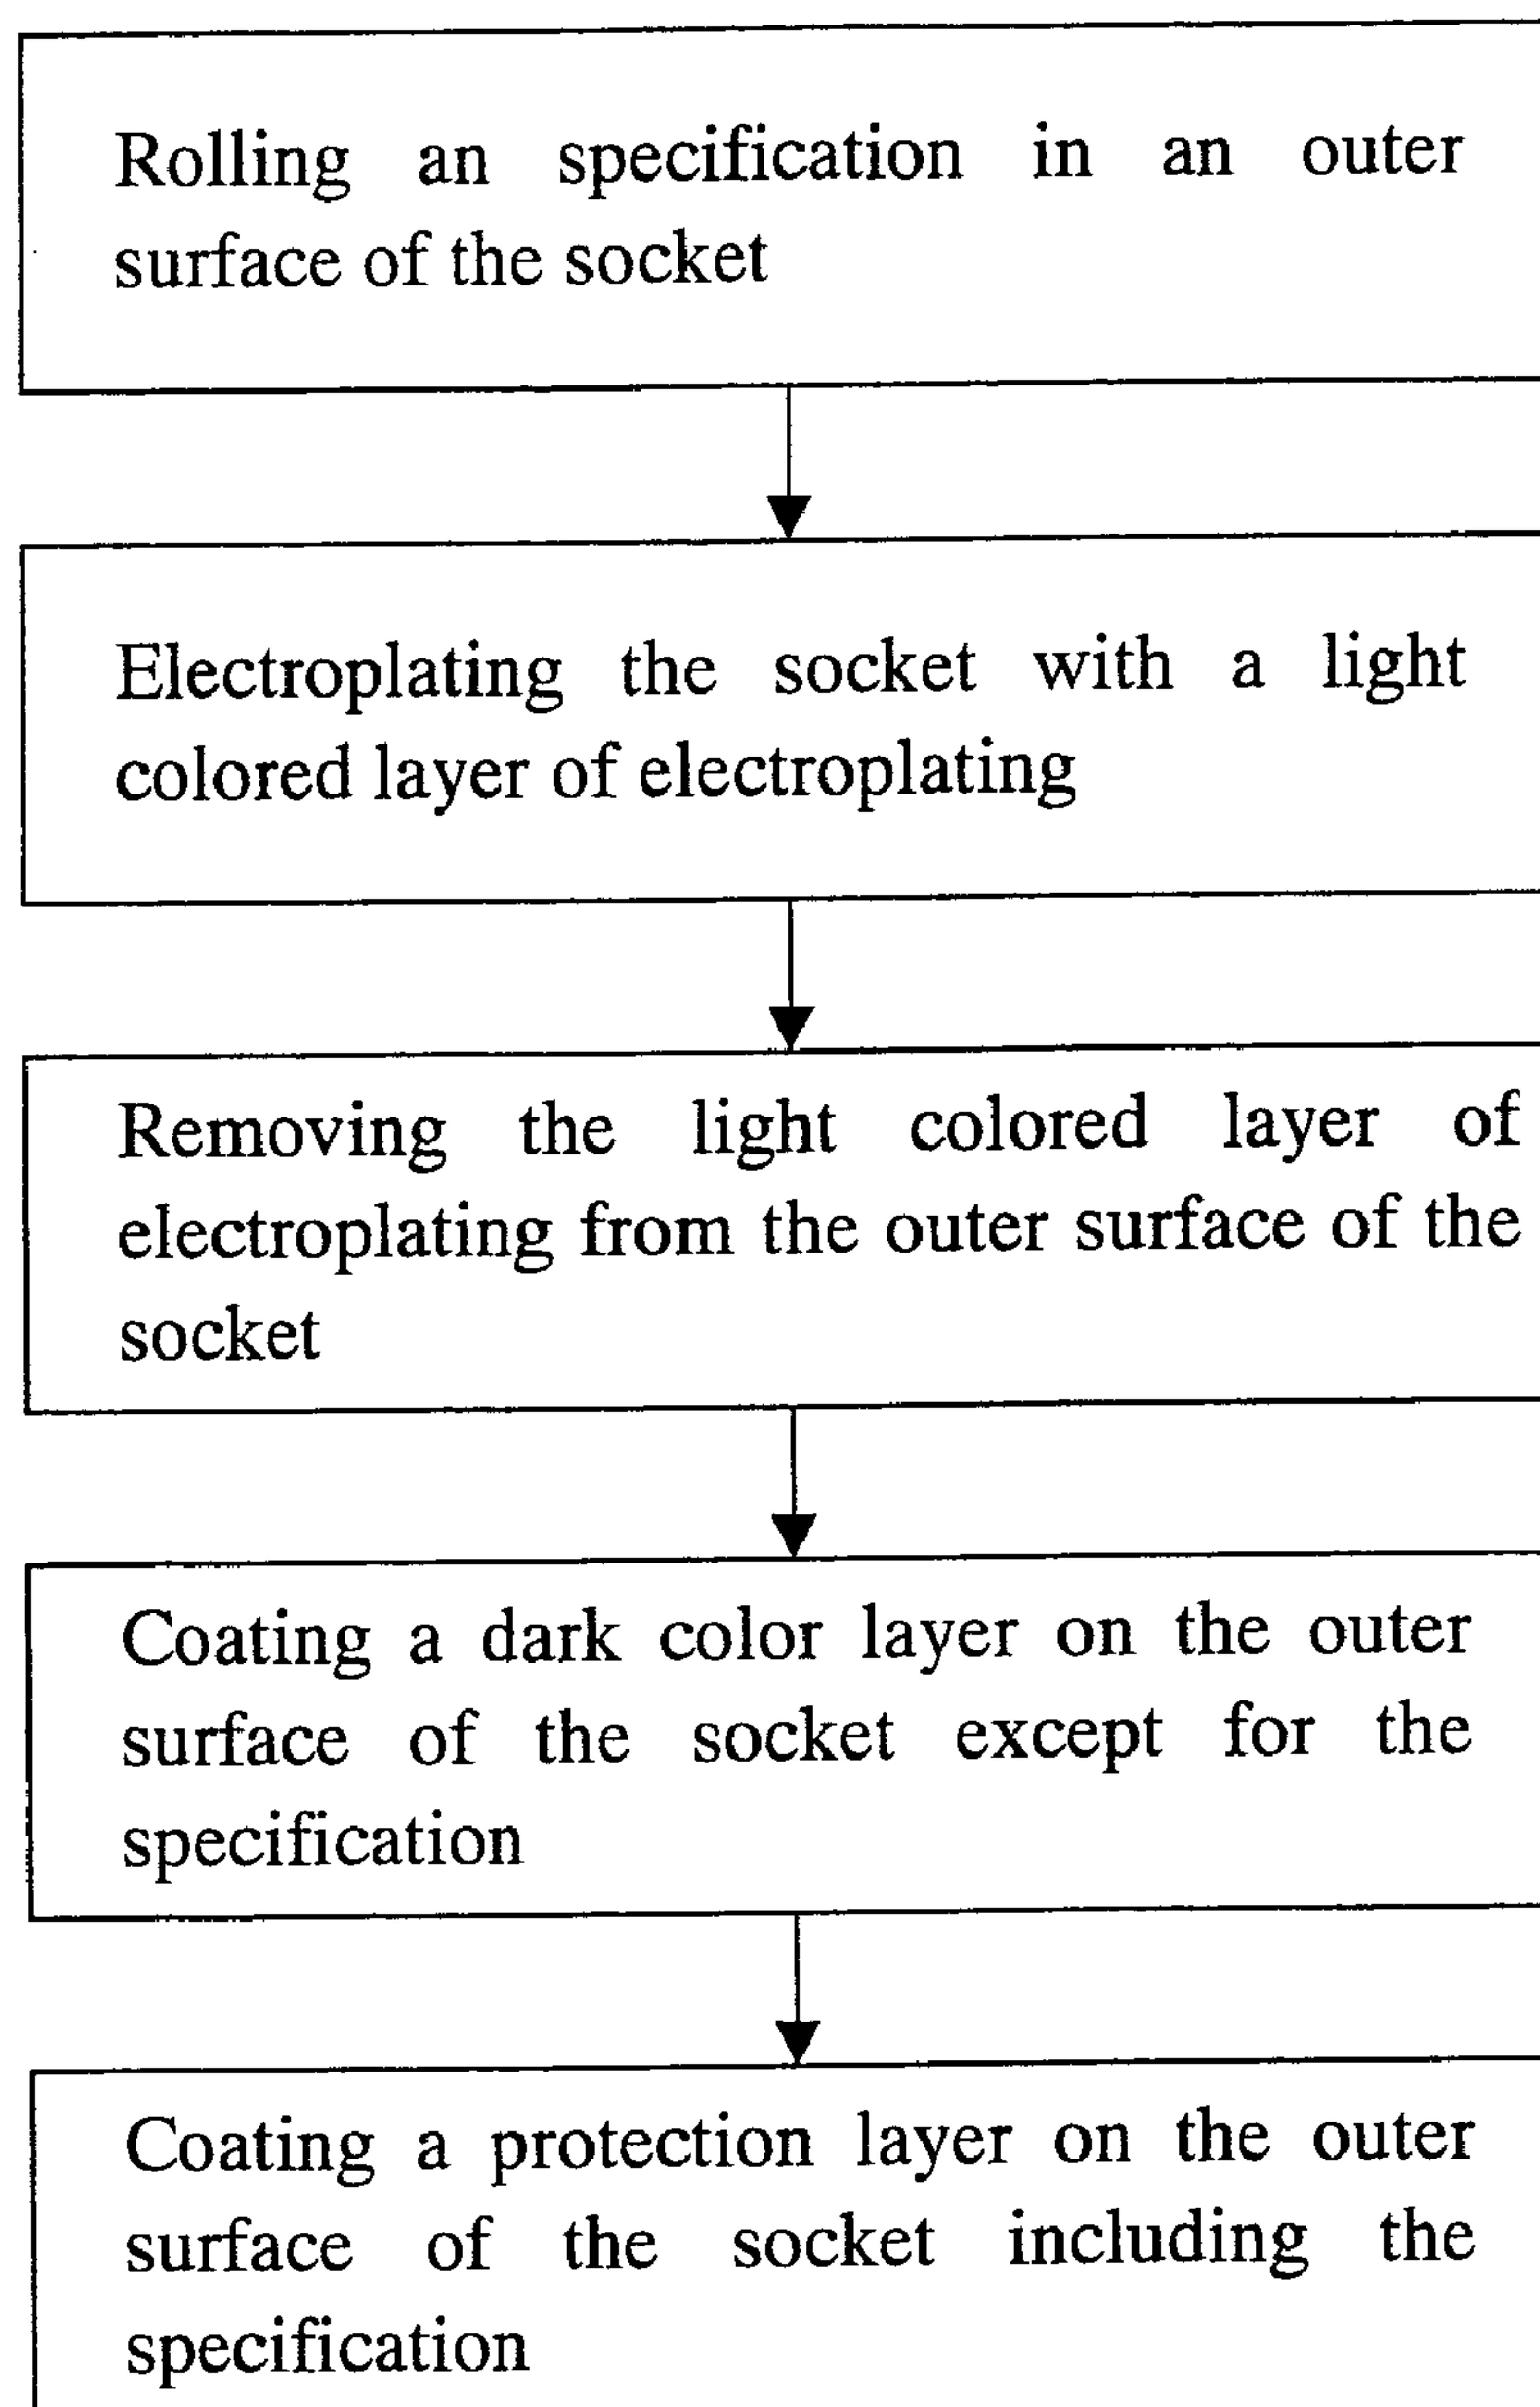 Rolling an specification in an outer
surface of the socket
Electroplating the socket with a light
colored layer of electroplating
Removing the light colored layer of
electroplating from the outer surface of the
socket
Coating a dark color layer on the outer
surface of the socket except for the
specification
Coating a protection layer on the outer
surface of the socket including the
specification